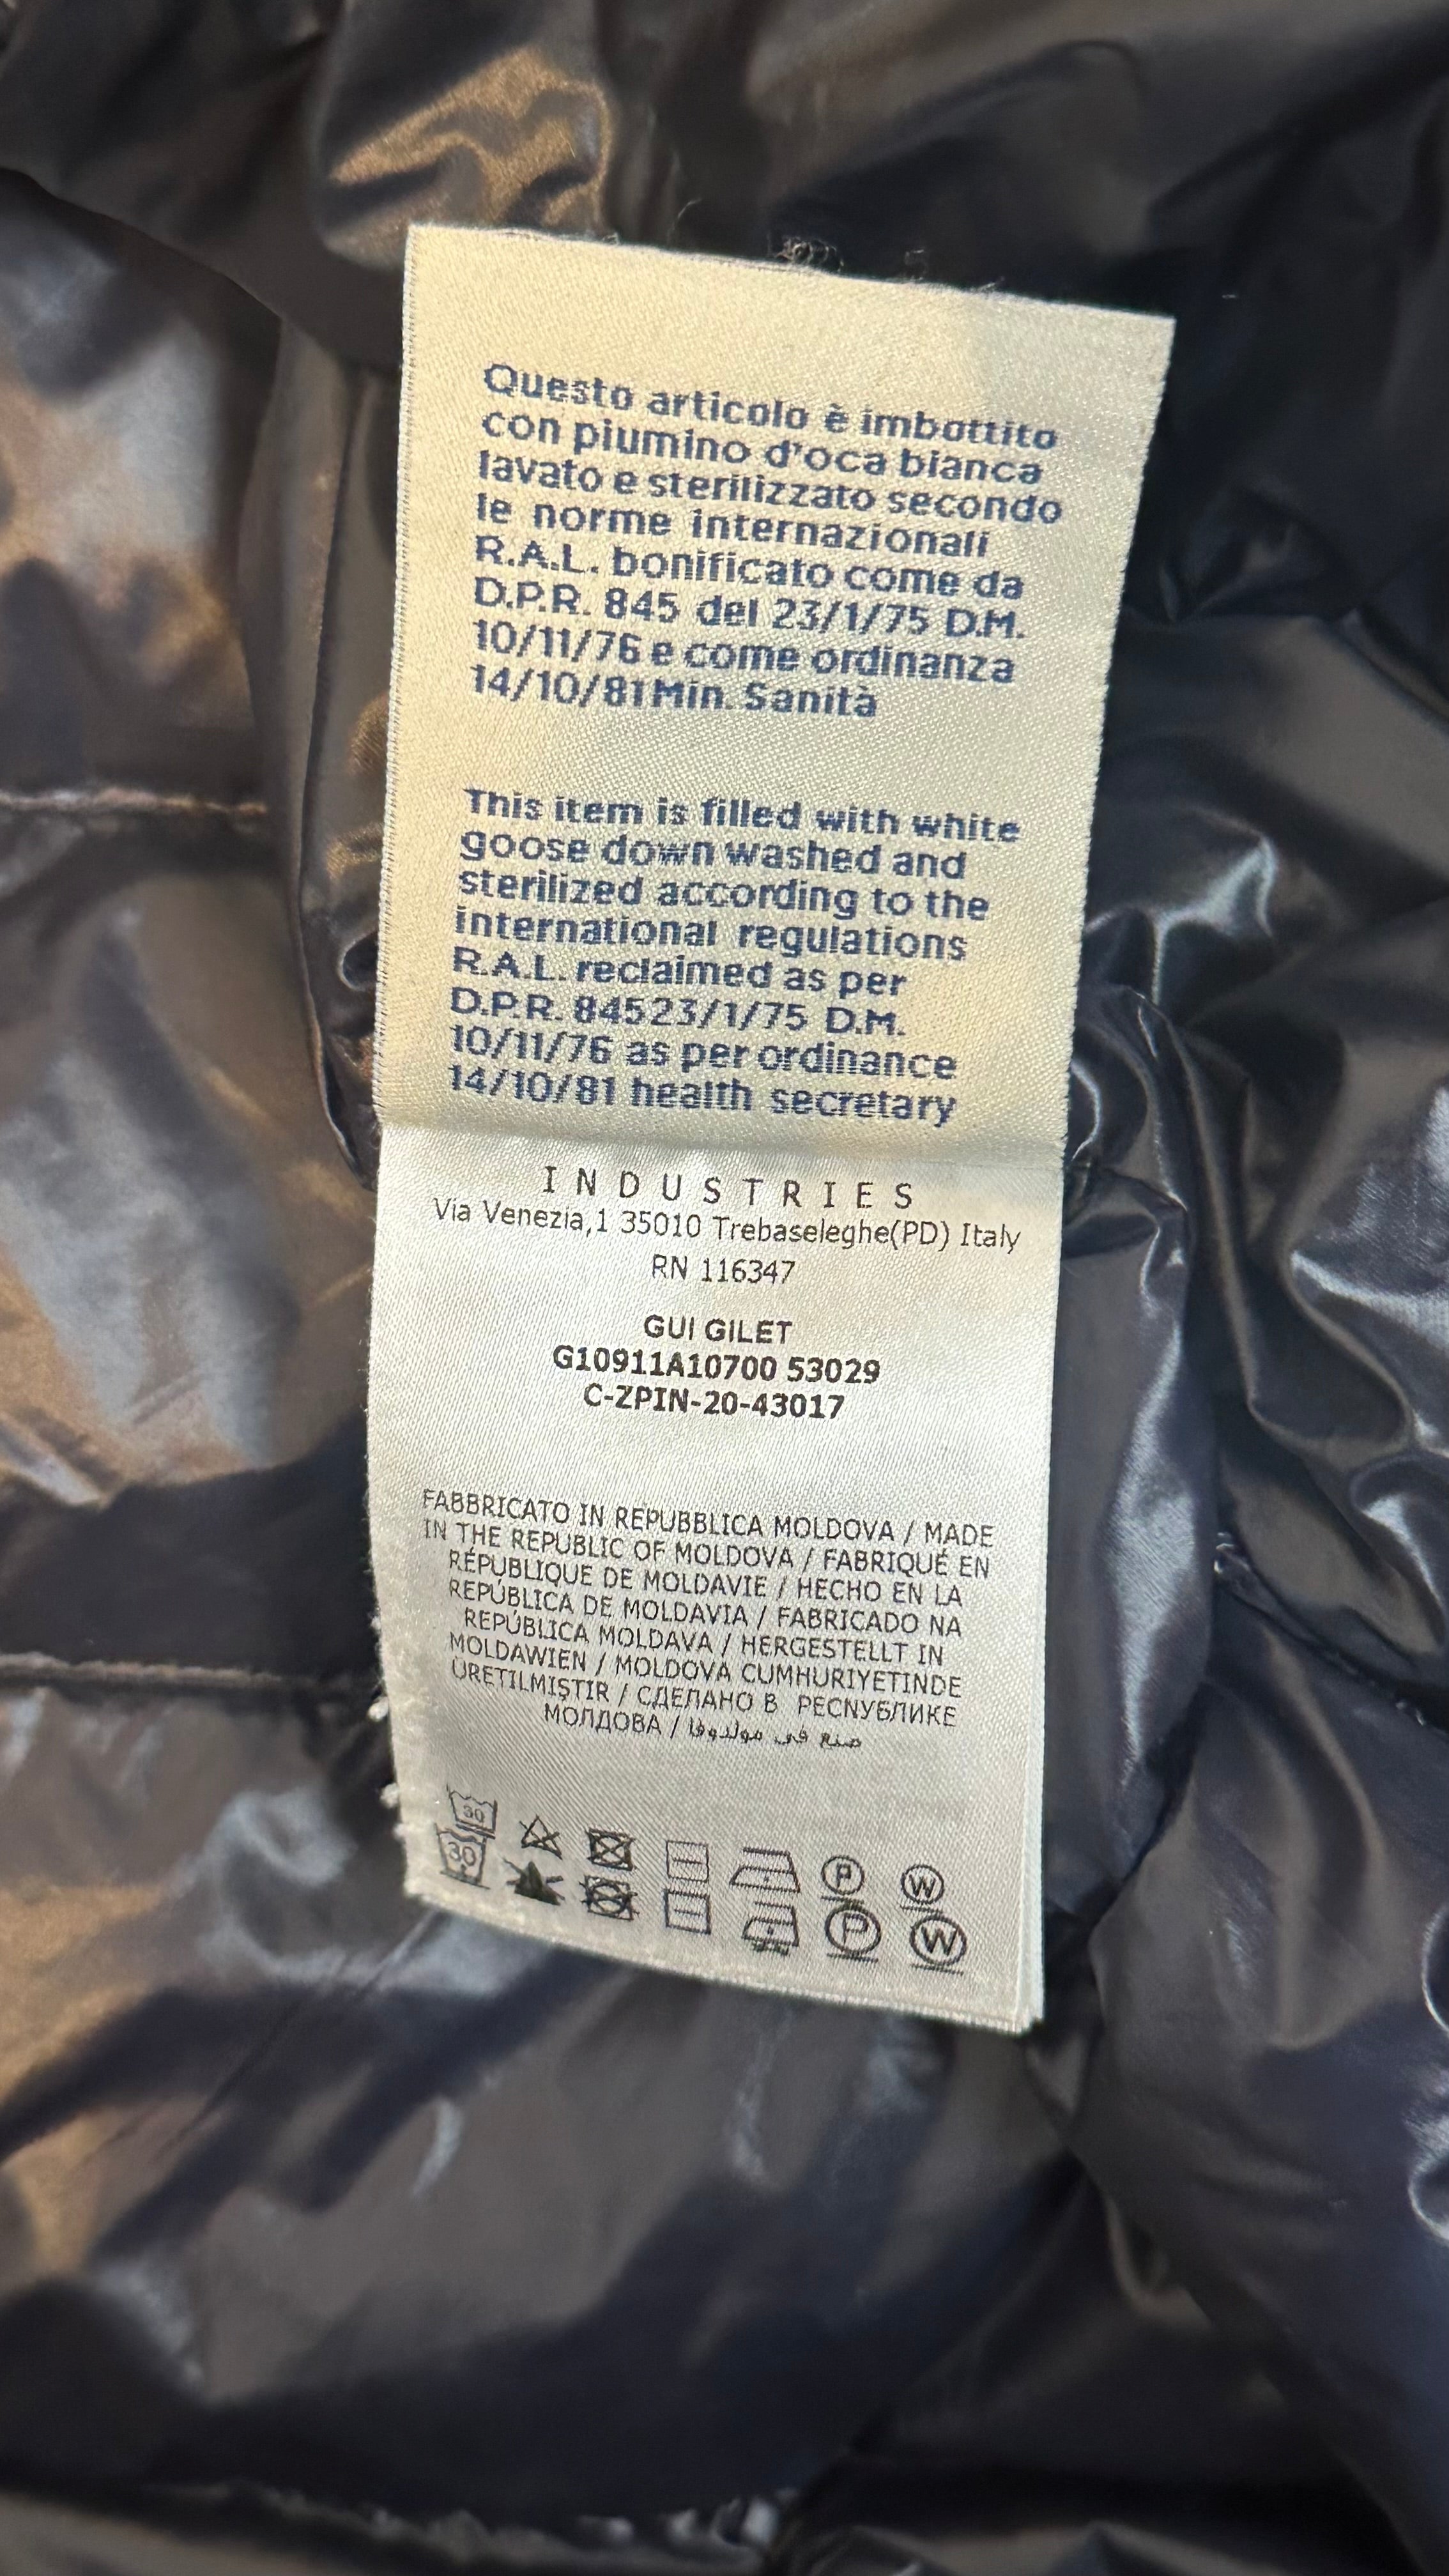 Questo articolo è imbottito
con piumino d'oca bianca
lavato e sterilizzato secondo
le norme internazionali
R.A.L. bonificato come da
D.P.R. 845 del 23/1/75 D.M.
10/11/76 e come ordinanza
14/10/81 Min. Sanità
This item is filled with white
goose down washed and
sterilized according to the
international regulations
R.A.L. reclaimed as per
D.P.R. 84523/1/75 D.M.
10/11/76 as per ordinance
14/10/81 health secretary
INDUSTRIES
Via Venezia,1 35010 Trebaseleghe(PD) Italy
RN 116347
GUI GILET
G10911A10700 53029
C-ZPIN-20-43017
FABBRICATO IN REPUBBLICA MOLDOVA / MADE
IN THE REPUBLIC OF MOLDOVA / FABRIQUÉ EN
RÉPUBLIQUE DE MOLDAVIE / HECHO EN LA
REPÚBLICA DE MOLDAVIA / FABRICADO NA
REPÚBLICA MOLDAVA / HERGESTELLT IN
MOLDAWIEN / MOLDOVA CUMHURIYETINDE
ÜRETILMIŞTIR / СДЕЛАНО В РЕСПУБЛИКЕ
МОЛДОВА / صنع في مولدوفا
30 P W
30 P W